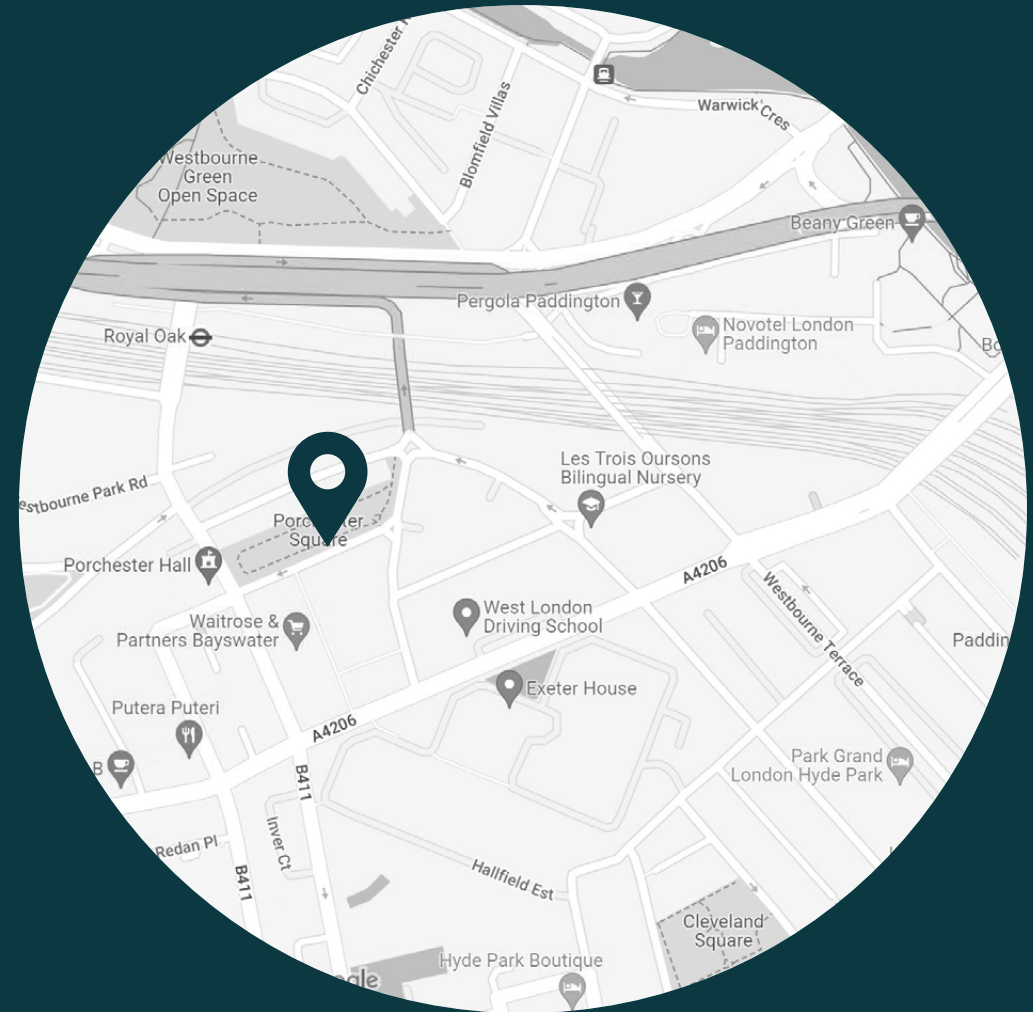 Chichester
Blomfield Villas
Warwick Cres
Westbourne
Green
Open Space
Beany Green
Pergola Paddington
Novotel London
Paddington
Royal Oak
Les Trois Oursons
Bilingual Nursery
estbourne Park Rd
Porchester
Square
Porchester Hall
A4206
Westbourne Terrace
West London
Driving School
Waitrose &
Partners Bayswater
Paddin
Exeter House
Putera Puteri
A4206
Park Grand
London Hyde Park
B
B411
Inver Ct
Redan Pl
B411
Hallfield Est
Cleveland
Square
Hyde Park Boutique
gle